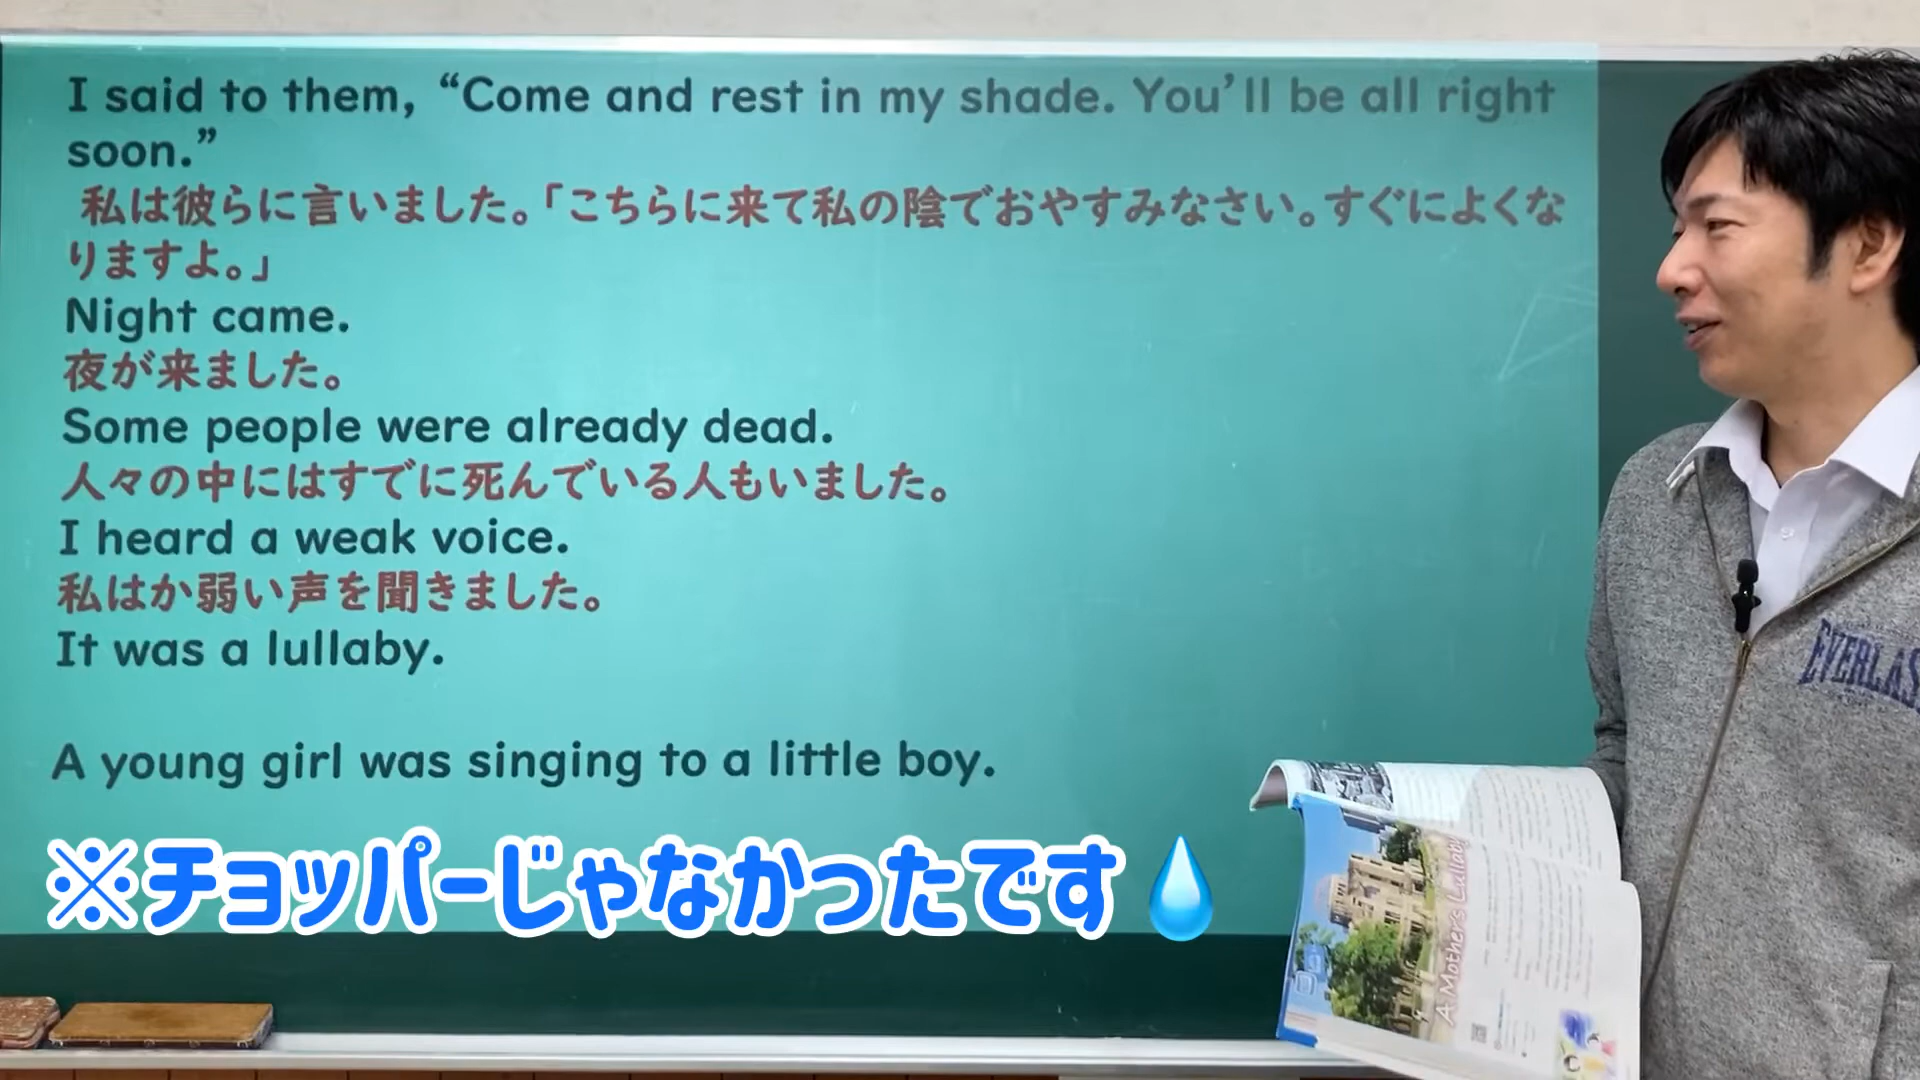 I said to them, “Come and rest in my shade. You’ll be all right
soon.”
私は彼らに言いました。「こちらに来て私の陰でおやすみなさい。すぐによくな
りますよ。」
Night came.
夜が来ました。
Some people were already dead.
人々の中にはすでに死んでいる人もいました。
I heard a weak voice.
私はか弱い声を聞きました。
It was a lullaby.
A young girl was singing to a little boy.
※チョッパーじゃなかったです
A Mother's Lullaby